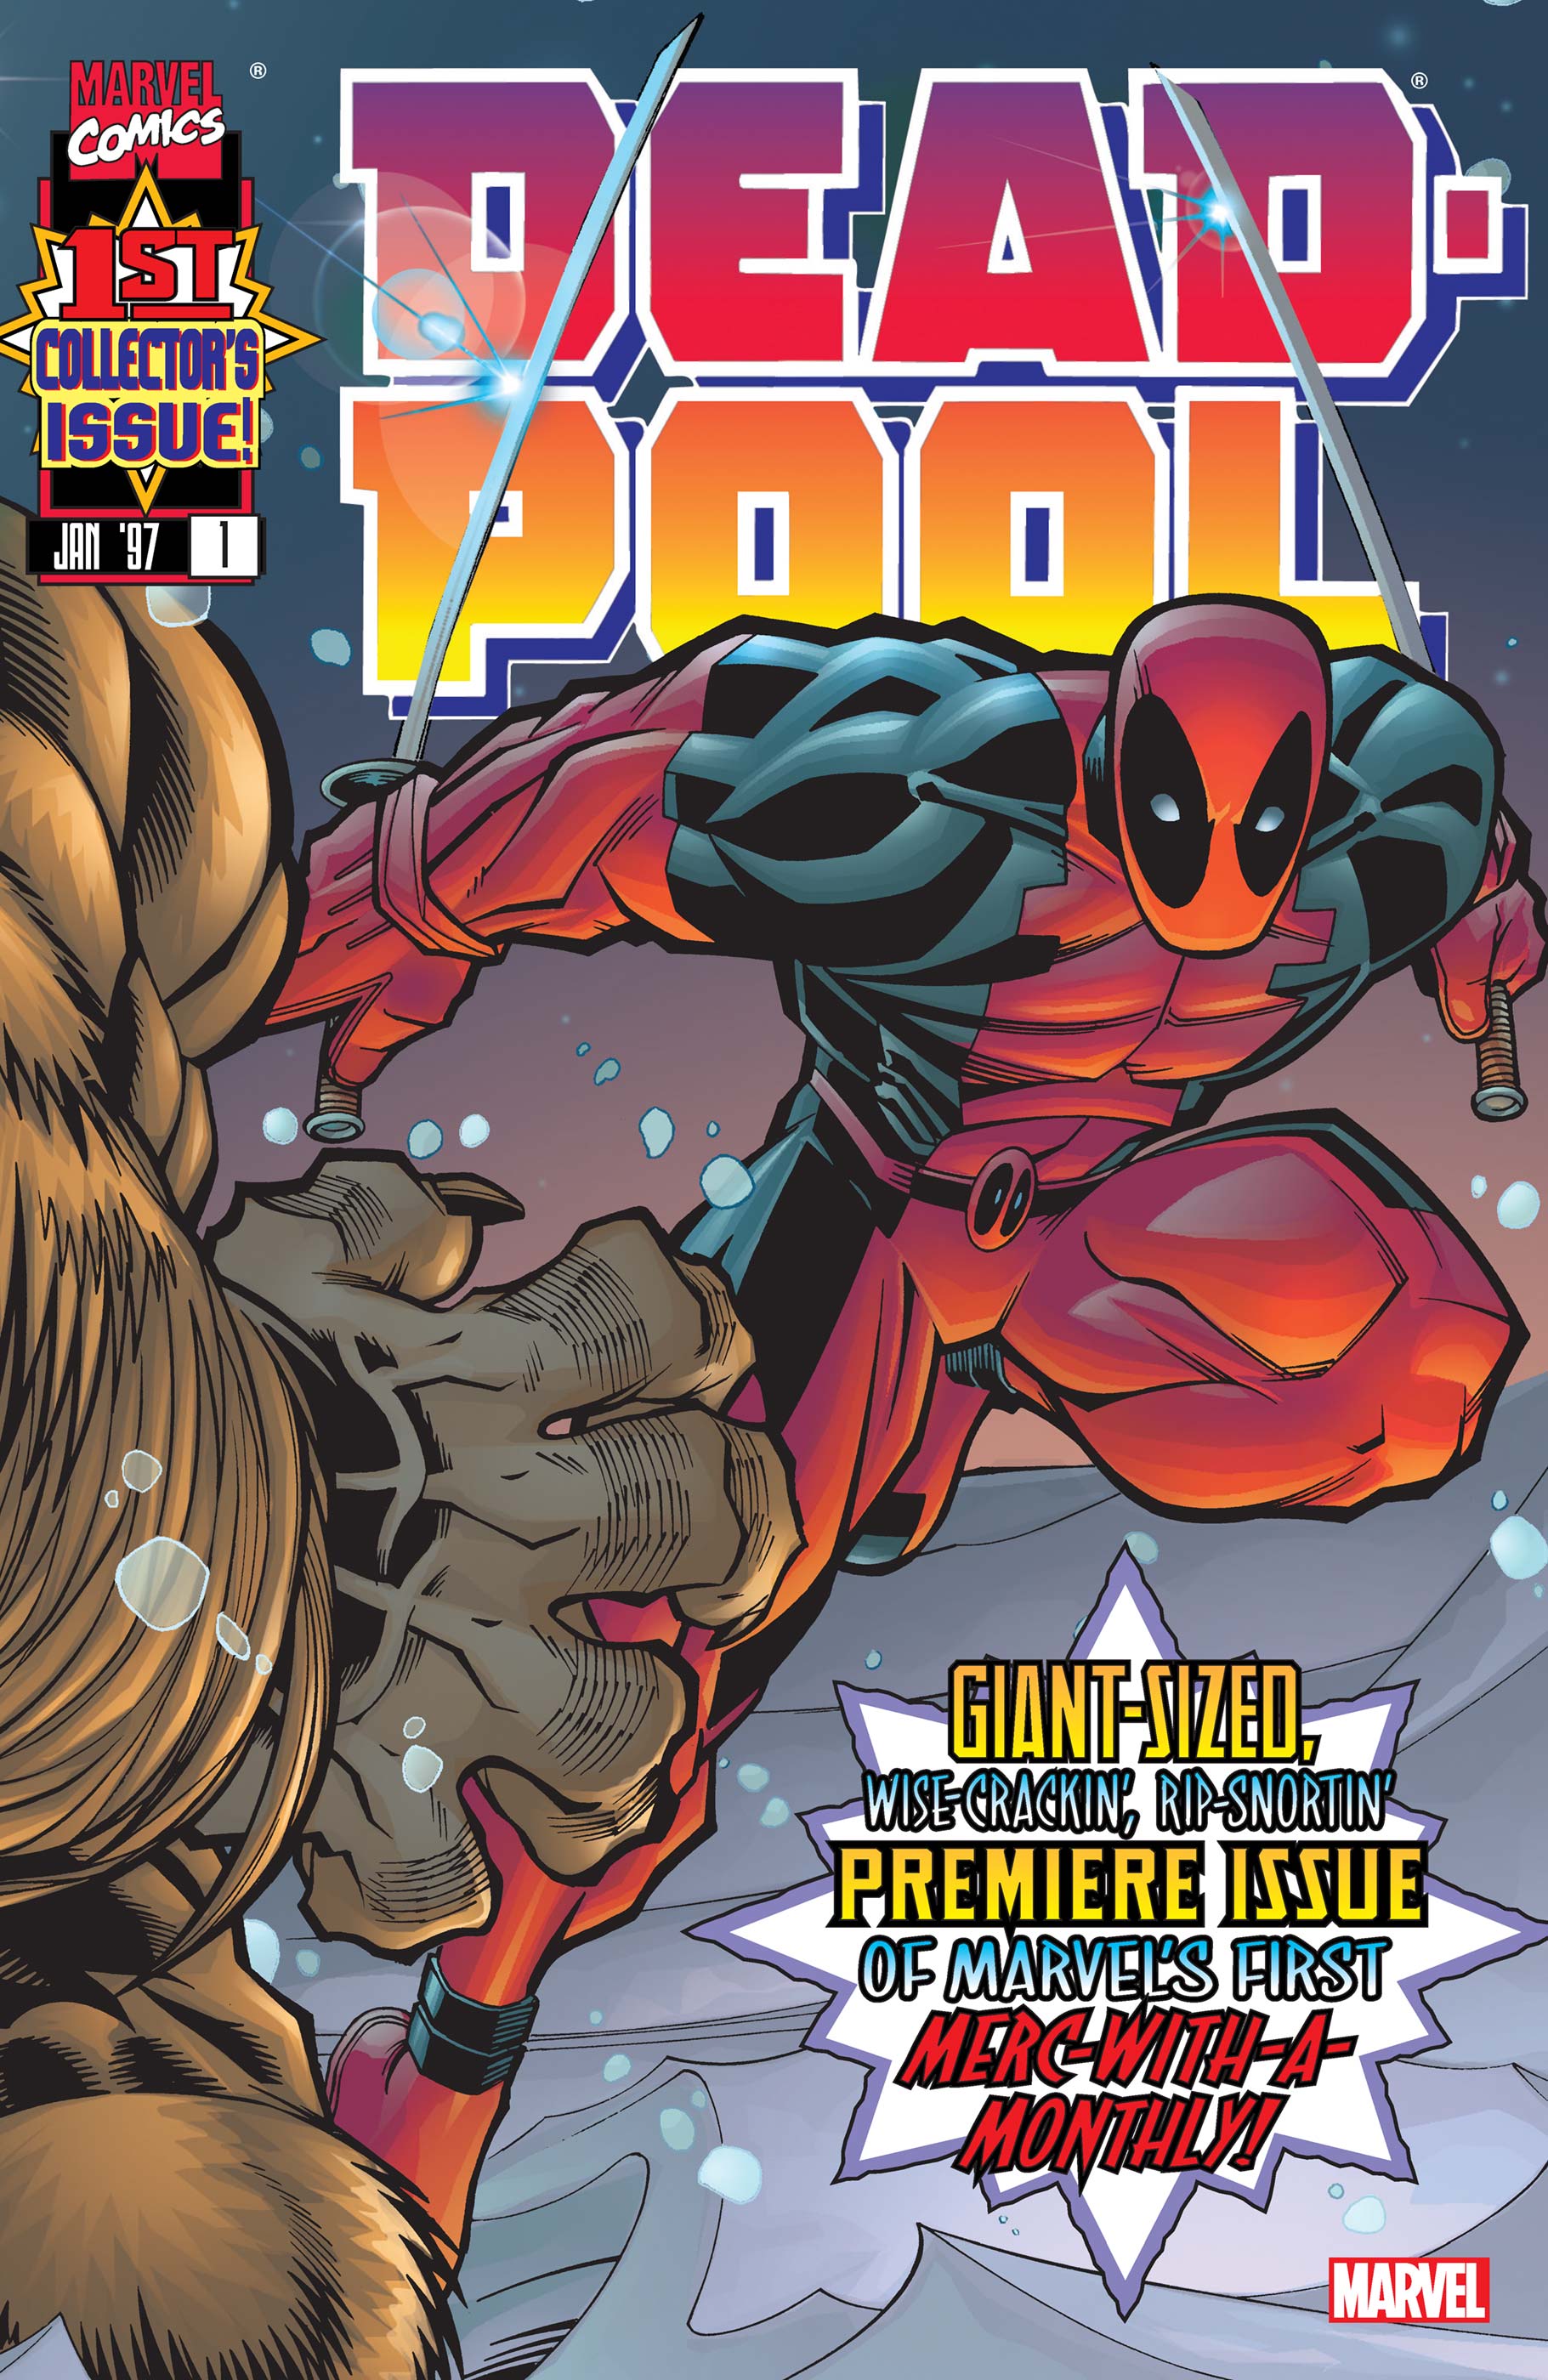 MARVEL
COMICS
®
1ST
COLLECTOR'S
ISSUE!
JAN '97 1
DEAD-
®
POOL
GIANT-SIZED,
WISE-CRACKIN', RIP-SNORTIN'
PREMIERE ISSUE
OF MARVEL'S FIRST
MERC-WITH-A-
MONTHLY!
MARVEL